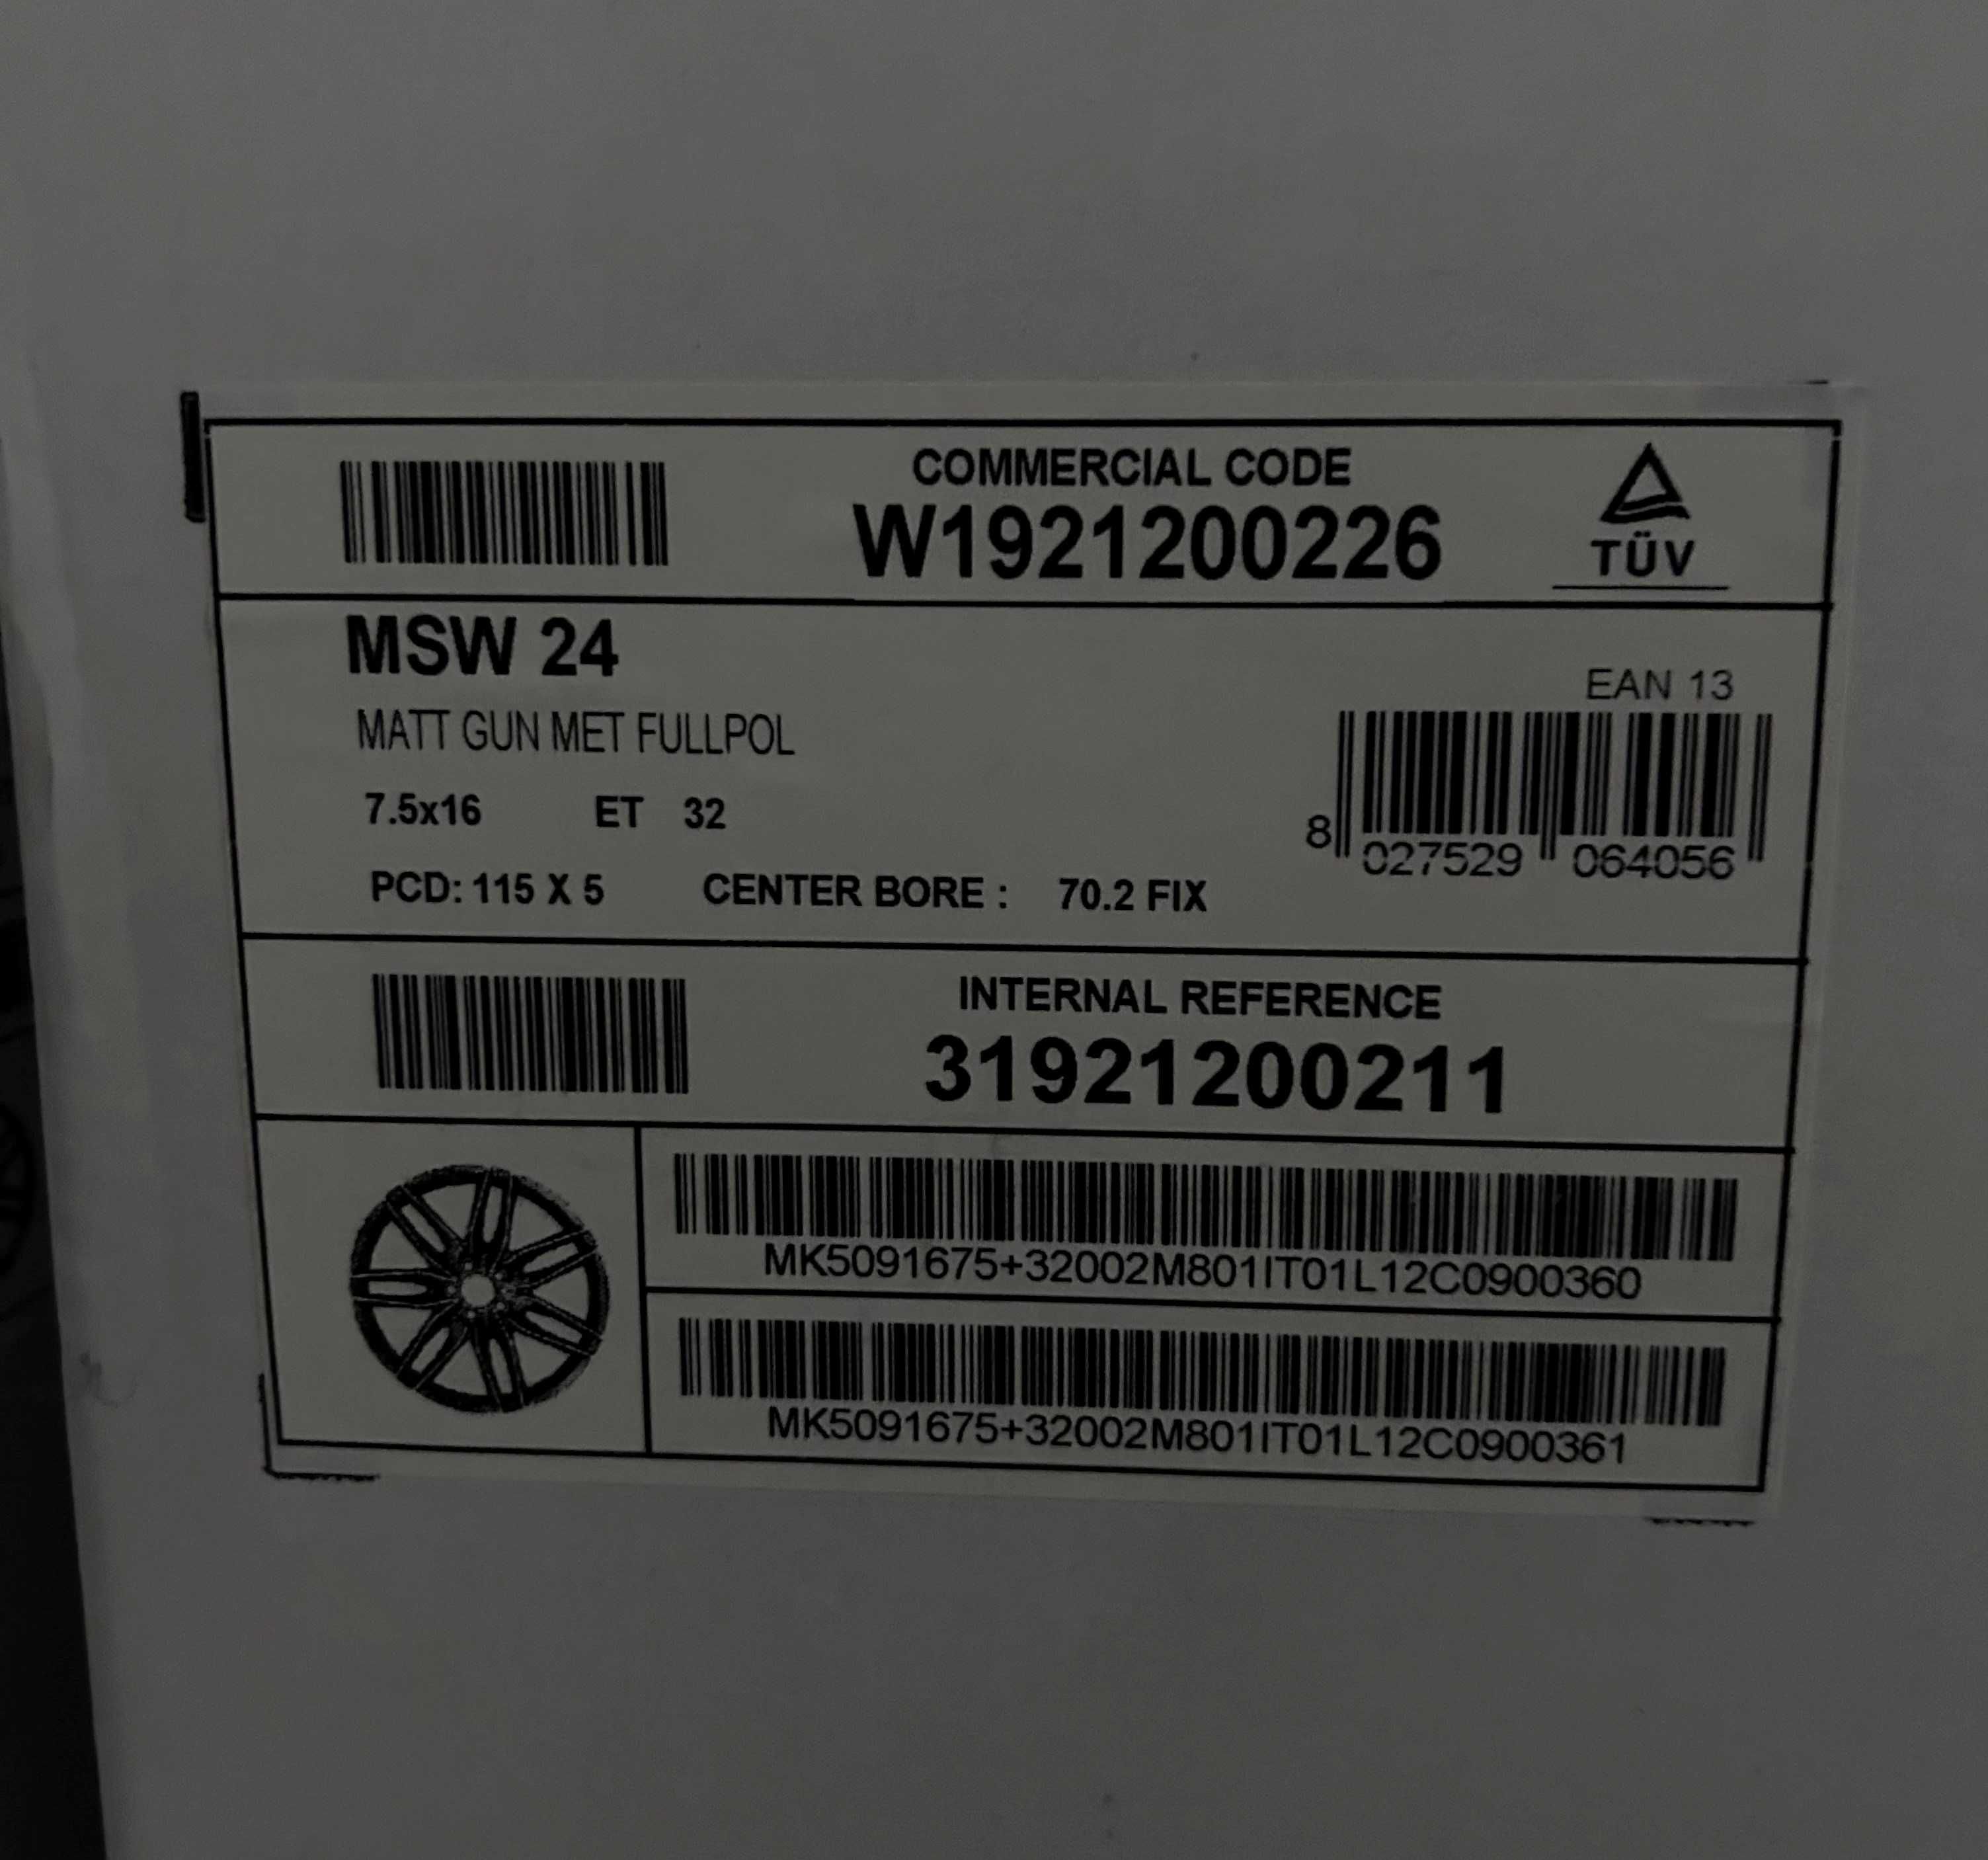 COMMERCIAL CODE
W1921200226
TÜV
MSW 24
MATT GUN MET FULLPOL
7.5x16 ET 32
PCD: 115 X 5 CENTER BORE : 70.2 FIX
EAN 13
8 027529 064056
INTERNAL REFERENCE
31921200211
MK5091675+32002M801IT01L12C0900360
MK5091675+32002M801IT01L12C0900361